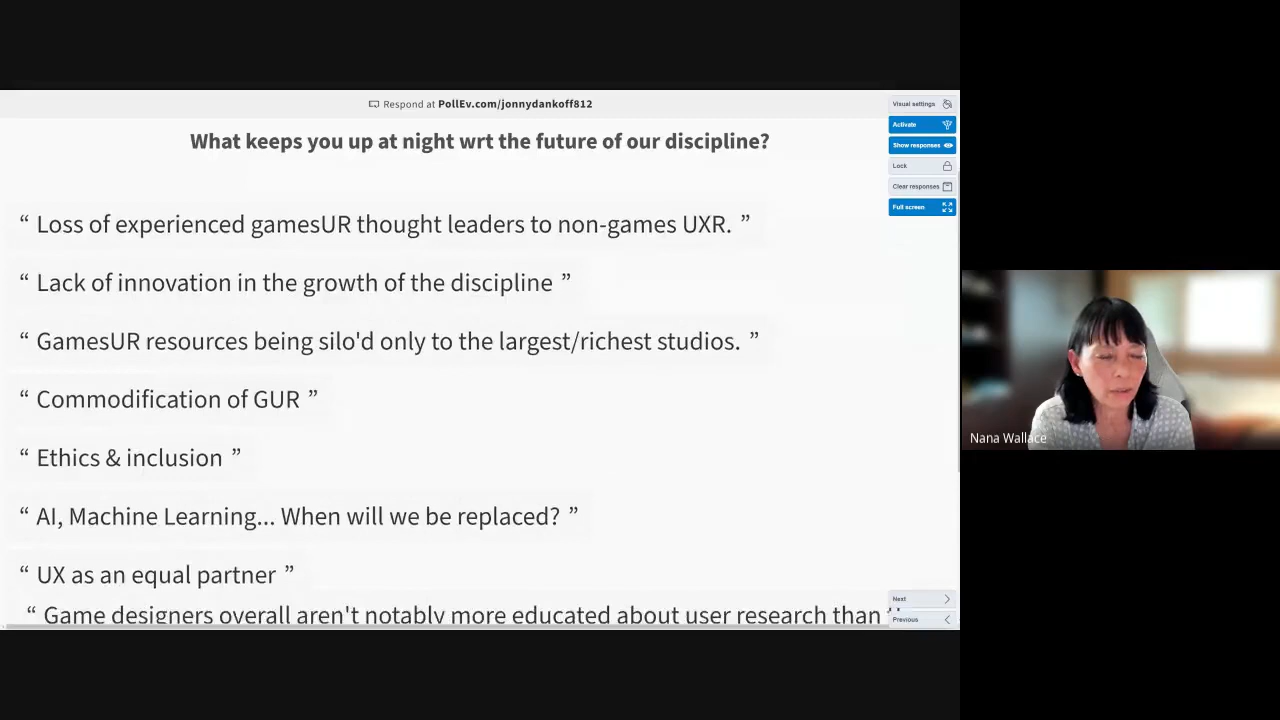 Respond at PollEv.com/jonnydankoff812
What keeps you up at night wrt the future of our discipline?
“ Loss of experienced gamesUR thought leaders to non-games UXR. ”
“ Lack of innovation in the growth of the discipline ”
“ GamesUR resources being silo'd only to the largest/richest studios. ”
“ Commodification of GUR ”
“ Ethics & inclusion ”
“ AI, Machine Learning... When will we be replaced? ”
“ UX as an equal partner ”
“ Game designers overall aren't notably more educated about user research than
Visual settings
Activate
Show responses
Lock
Clear responses
Full screen
Next
Previous
Nana Wallace